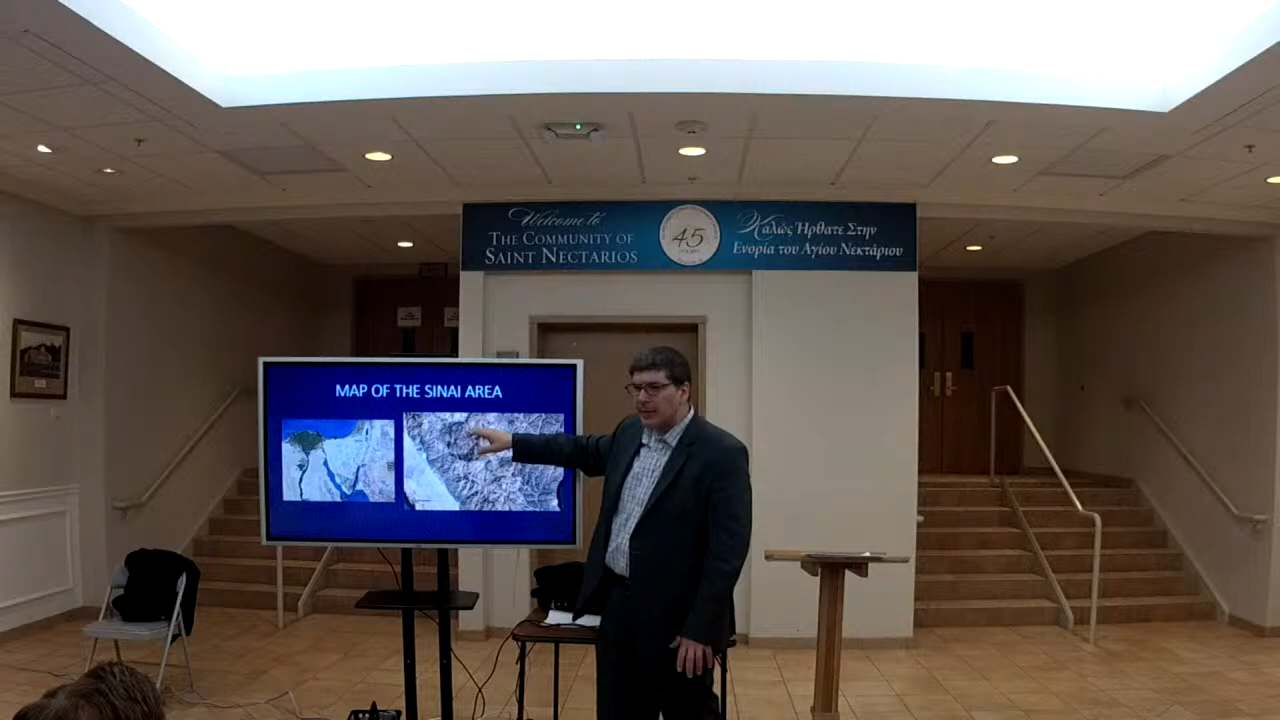 Welcome to
THE COMMUNITY OF
SAINT NECTARIOS
45
Καλώς Ήρθατε Στην
Ενορία του Αγίου Νεκτάριου
MAP OF THE SINAI AREA